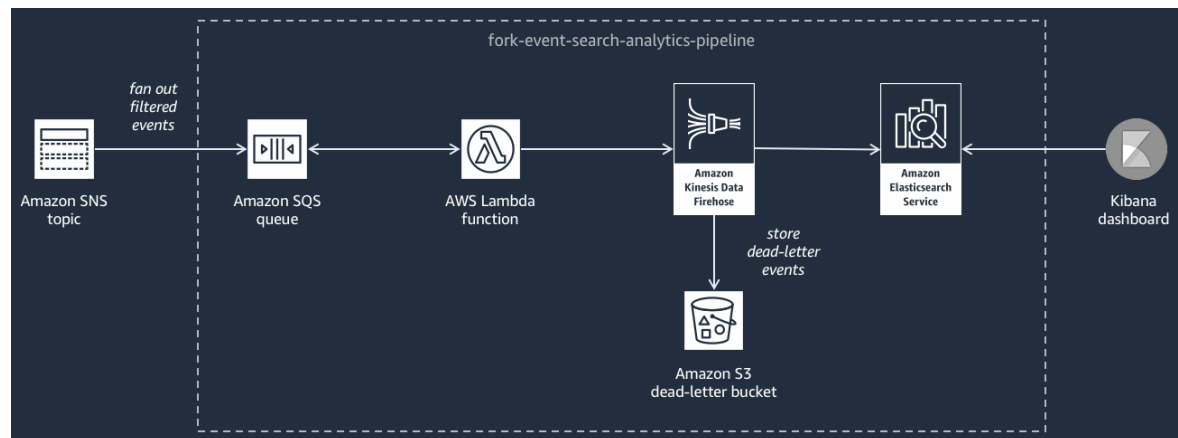 fork-event-search-analytics-pipeline
fan out
filtered
events
Amazon SNS
topic
Amazon SQS
queue
AWS Lambda
function
Amazon
Kinesis Data
Firehose
Amazon
Elasticsearch
Service
Kibana
dashboard
store
dead-letter
events
Amazon S3
dead-letter bucket